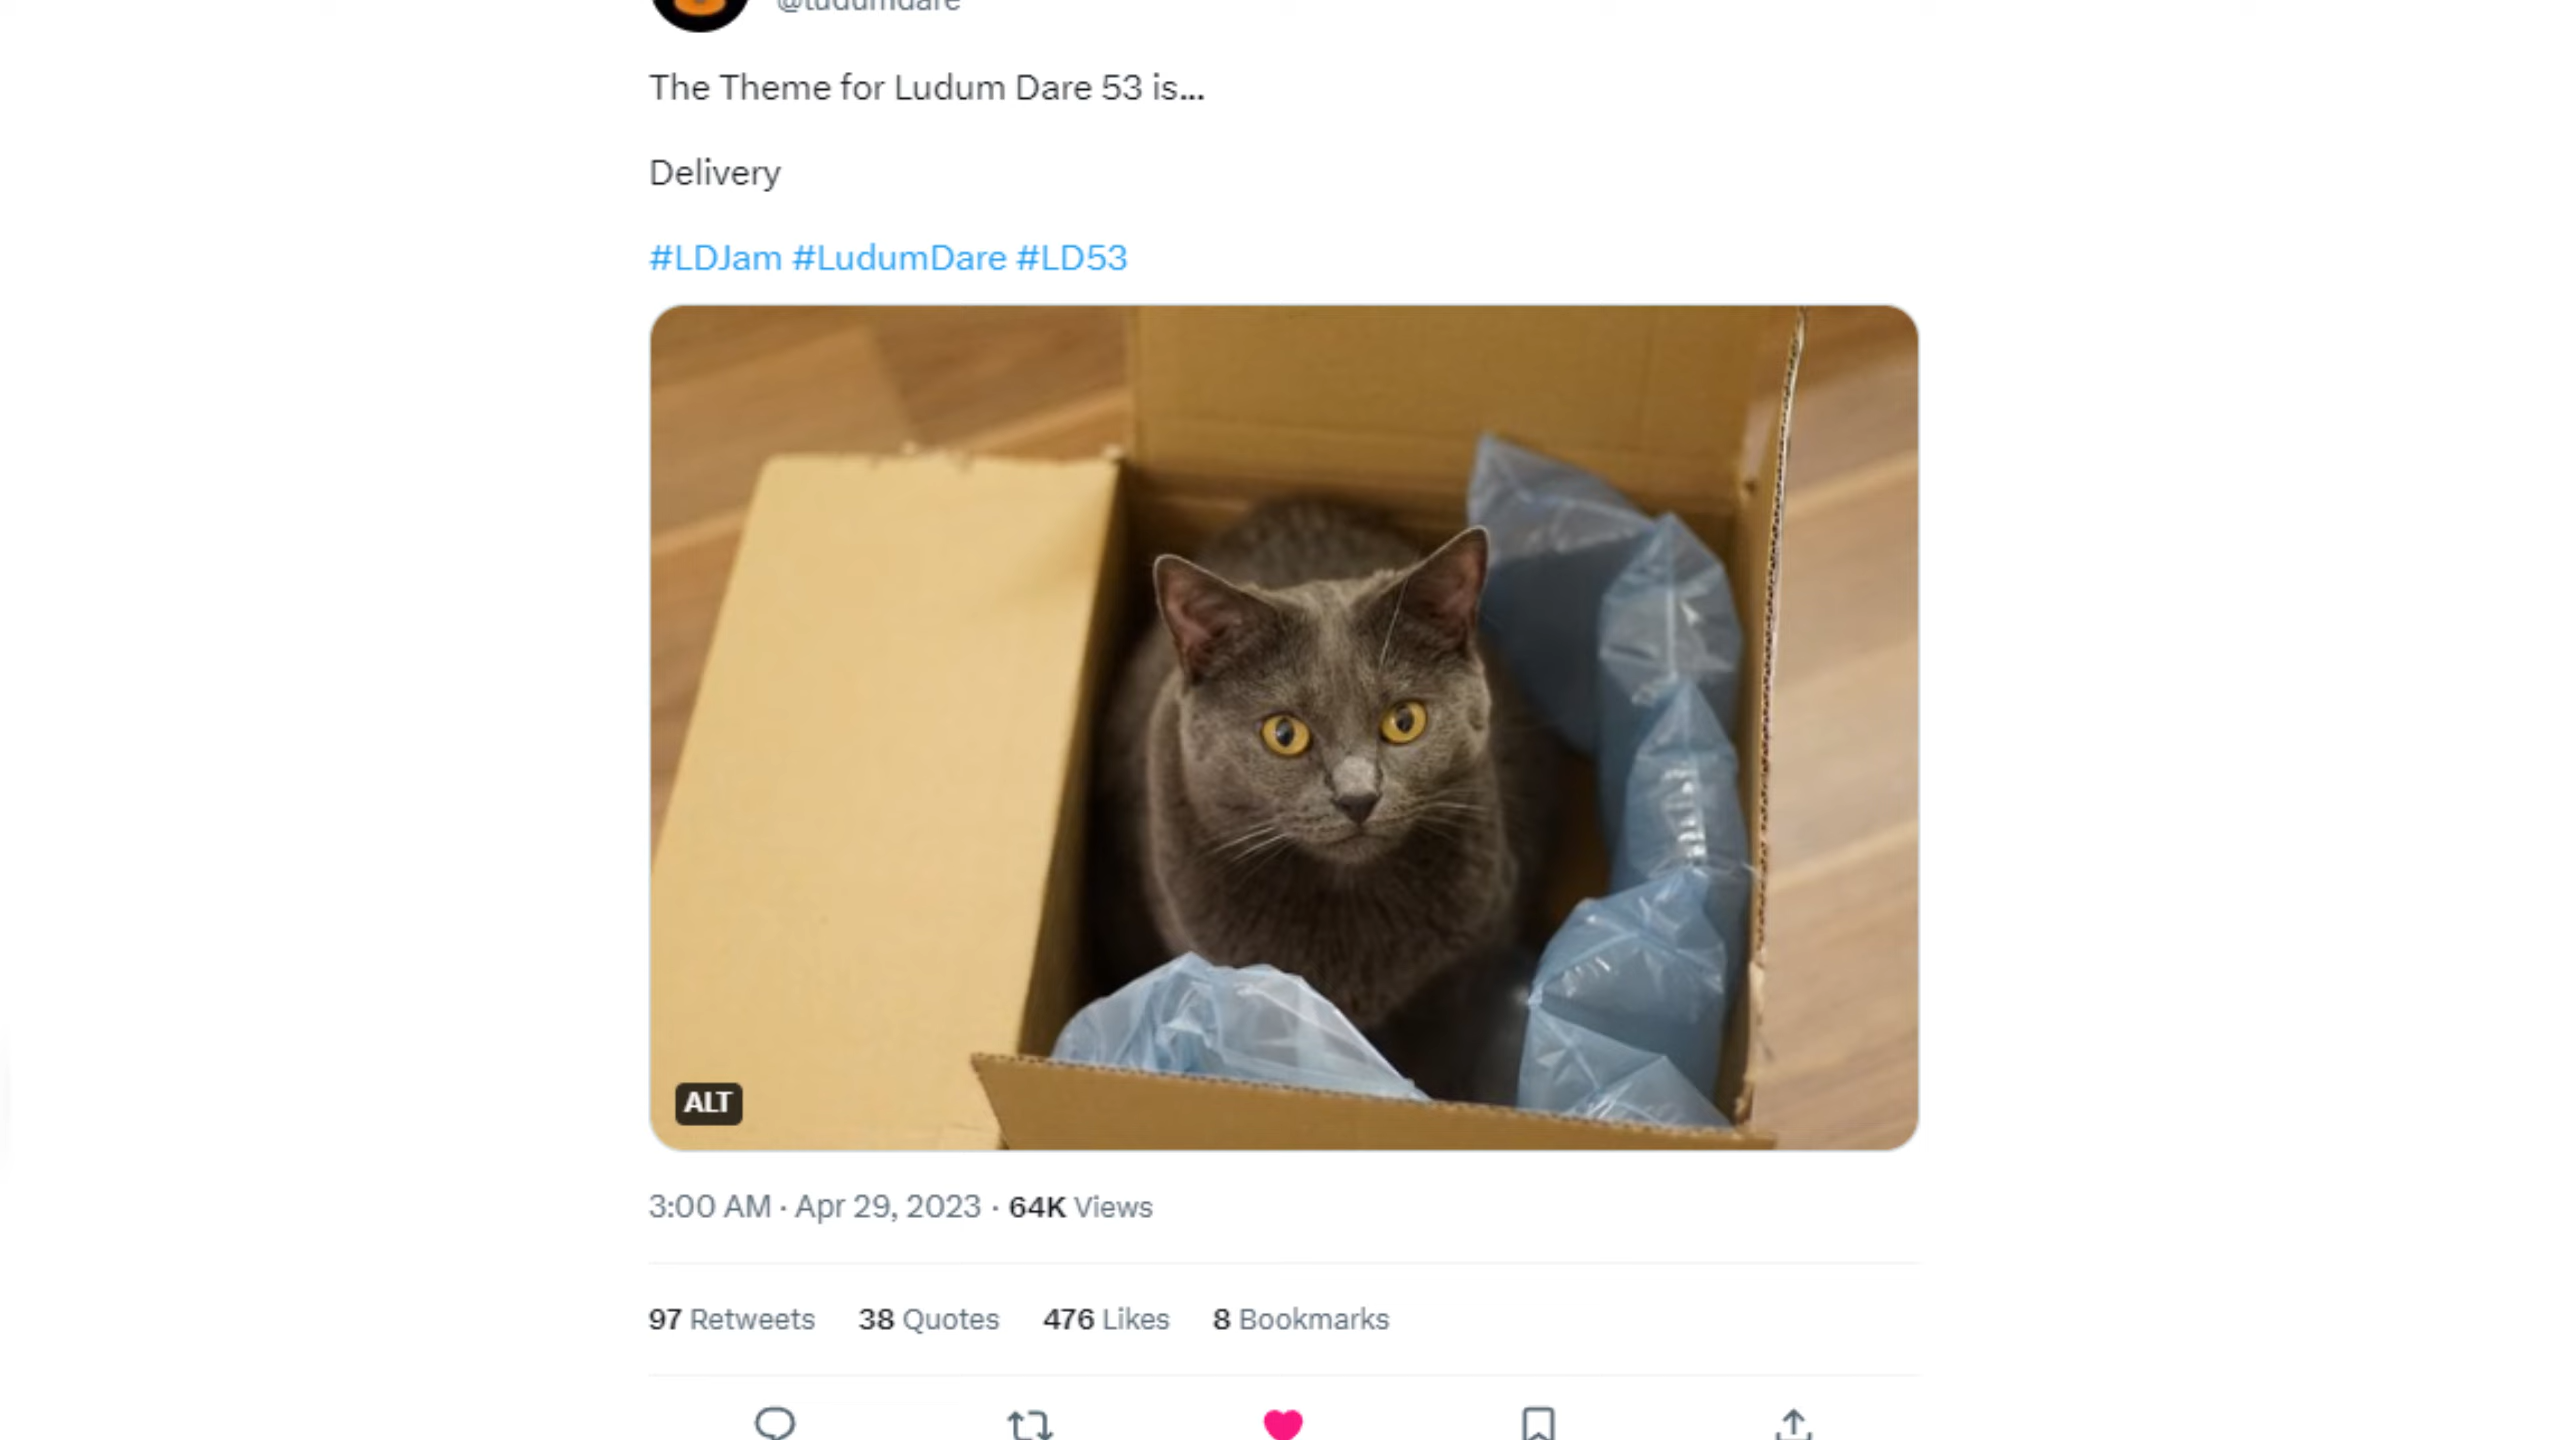 @ludumdare
The Theme for Ludum Dare 53 is...
Delivery
#LDJam #LudumDare #LD53
ALT
3:00 AM · Apr 29, 2023 · 64K Views
97 Retweets 38 Quotes 476 Likes 8 Bookmarks